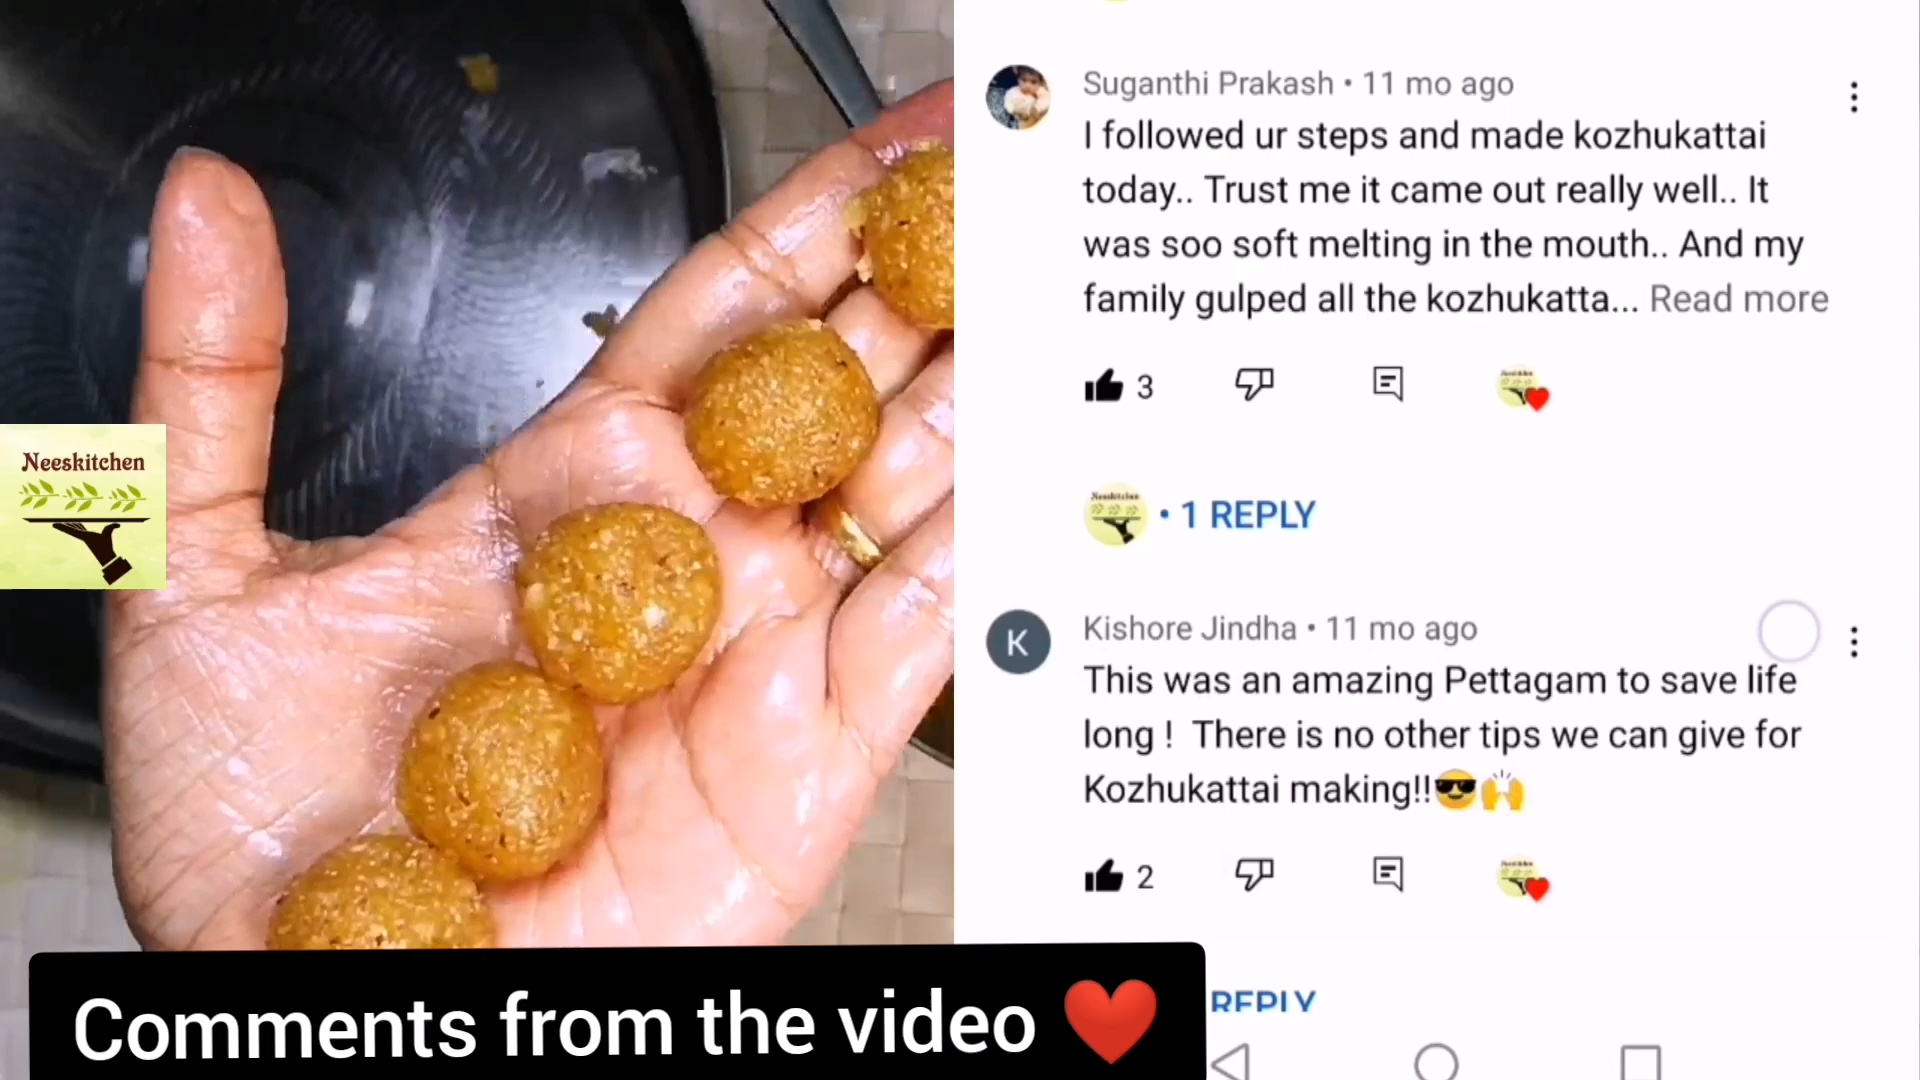 Neeskitchen
Suganthi Prakash • 11 mo ago
I followed ur steps and made kozhukattai
today.. Trust me it came out really well.. It
was soo soft melting in the mouth.. And my
family gulped all the kozhukatta... Read more
3
• 1 REPLY
K
Kishore Jindha • 11 mo ago
This was an amazing Pettagam to save life
long ! There is no other tips we can give for
Kozhukattai making!!😎🙌
2
REPLY
Comments from the video ❤️